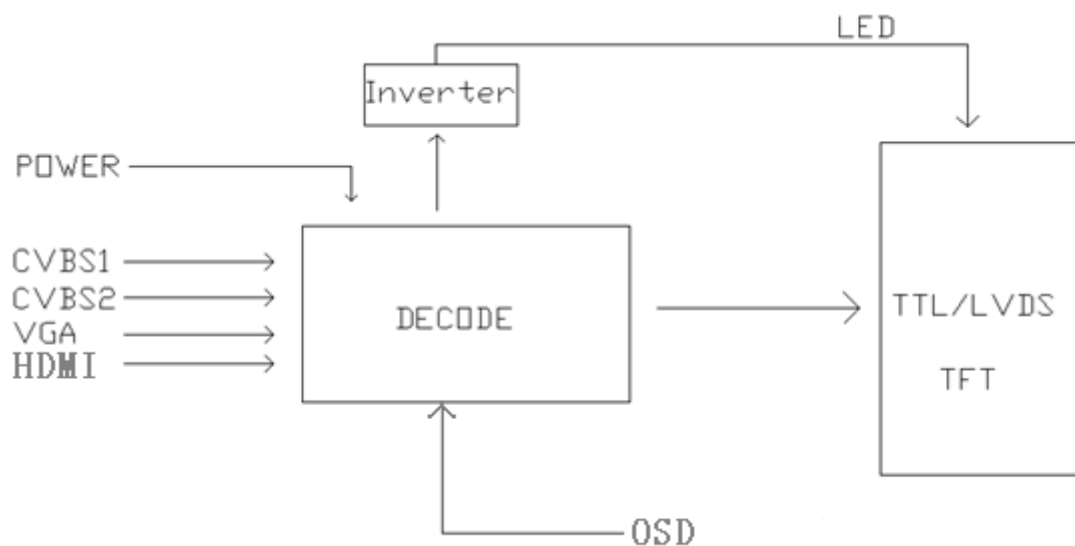 LED
Inverter
POWER
CVBS1
CVBS2
VGA
HDMI
DECODE
TTL/LVDS
TFT
OSD